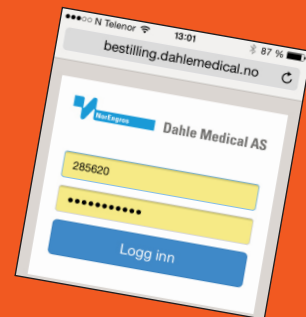 N Telenor 13:01 87 %
bestilling.dahlemedical.no
NorEngros Dahle Medical AS
285620
•••••••••••
Logg inn